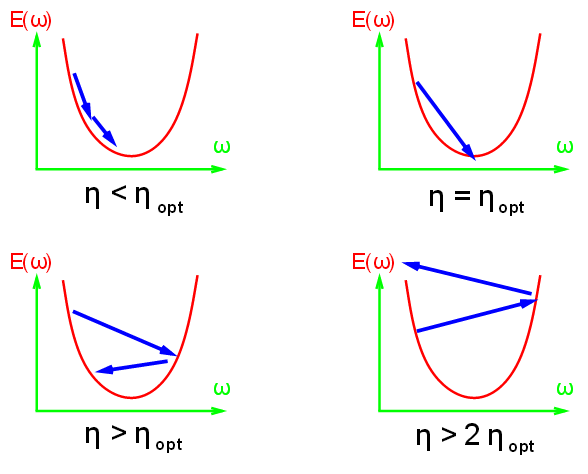 E(ω)
ω
η < η opt
E(ω)
ω
η = η opt
E(ω)
ω
η > η opt
E(ω)
ω
η > 2 η opt